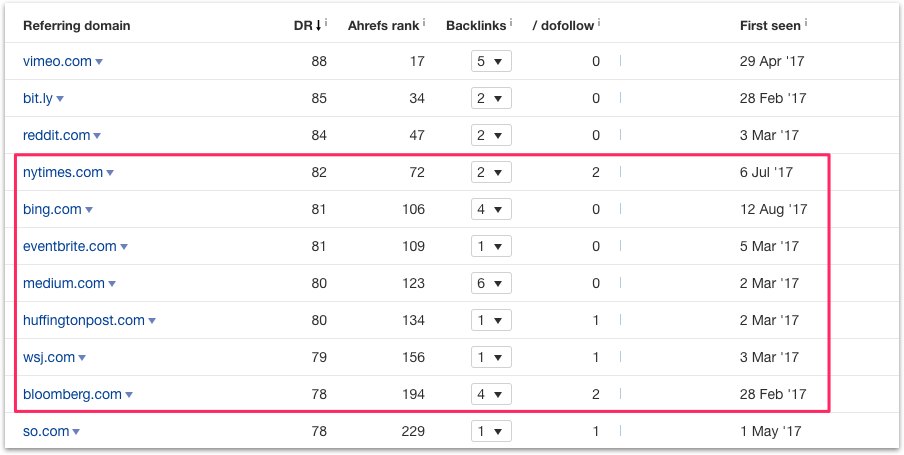 Referring domain DR i Ahrefs rank i Backlinks i / dofollow i First seen i
vimeo.com 88 17 5 0 29 Apr '17
bit.ly 85 34 2 0 28 Feb '17
reddit.com 84 47 2 0 3 Mar '17
nytimes.com 82 72 2 2 6 Jul '17
bing.com 81 106 4 0 12 Aug '17
eventbrite.com 81 109 1 0 5 Mar '17
medium.com 80 123 6 0 2 Mar '17
huffingtonpost.com 80 134 1 1 2 Mar '17
wsj.com 79 156 1 1 3 Mar '17
bloomberg.com 78 194 4 2 28 Feb '17
so.com 78 229 1 1 1 May '17